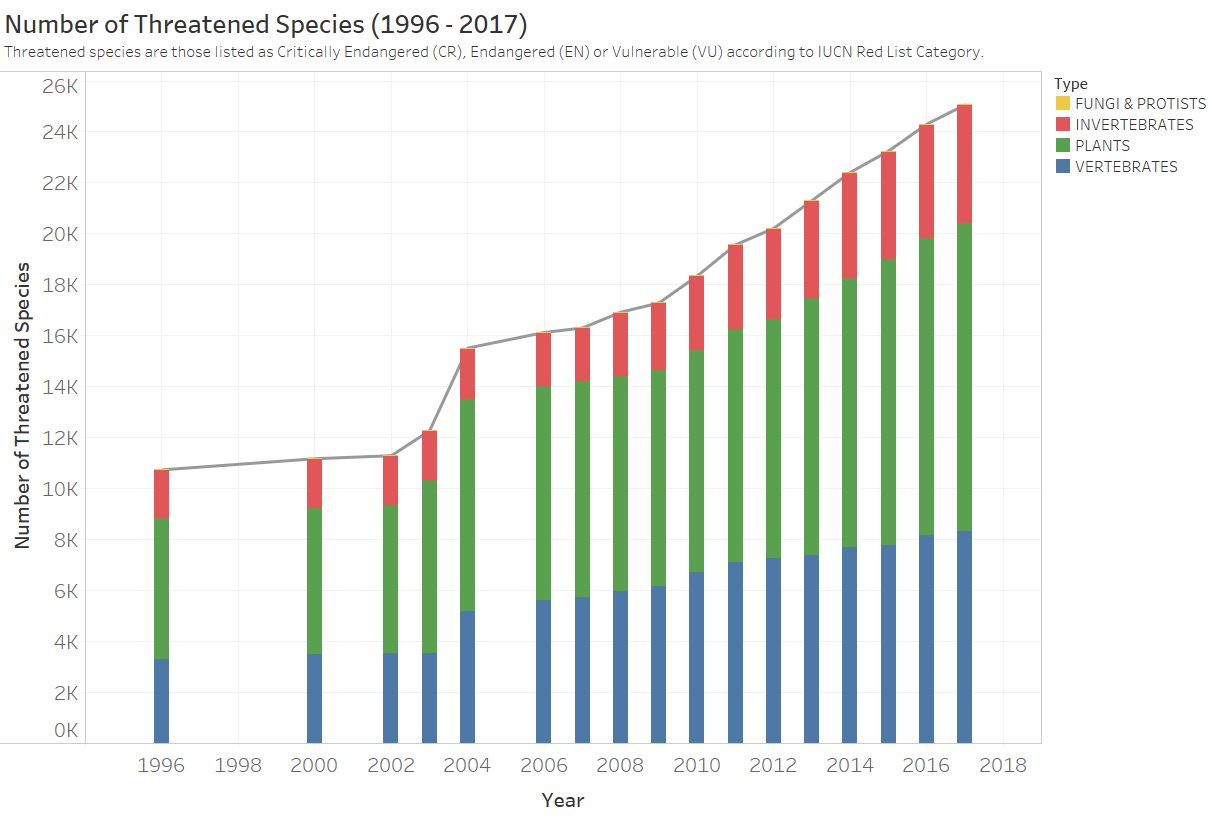 Number of Threatened Species (1996 - 2017)
Threatened species are those listed as Critically Endangered (CR), Endangered (EN) or Vulnerable (VU) according to IUCN Red List Category.
Type
FUNGI & PROTISTS
INVERTEBRATES
PLANTS
VERTEBRATES
Number of Threatened Species
26K
24K
22K
20K
18K
16K
14K
12K
10K
8K
6K
4K
2K
0K
1996 1998 2000 2002 2004 2006 2008 2010 2012 2014 2016 2018
Year